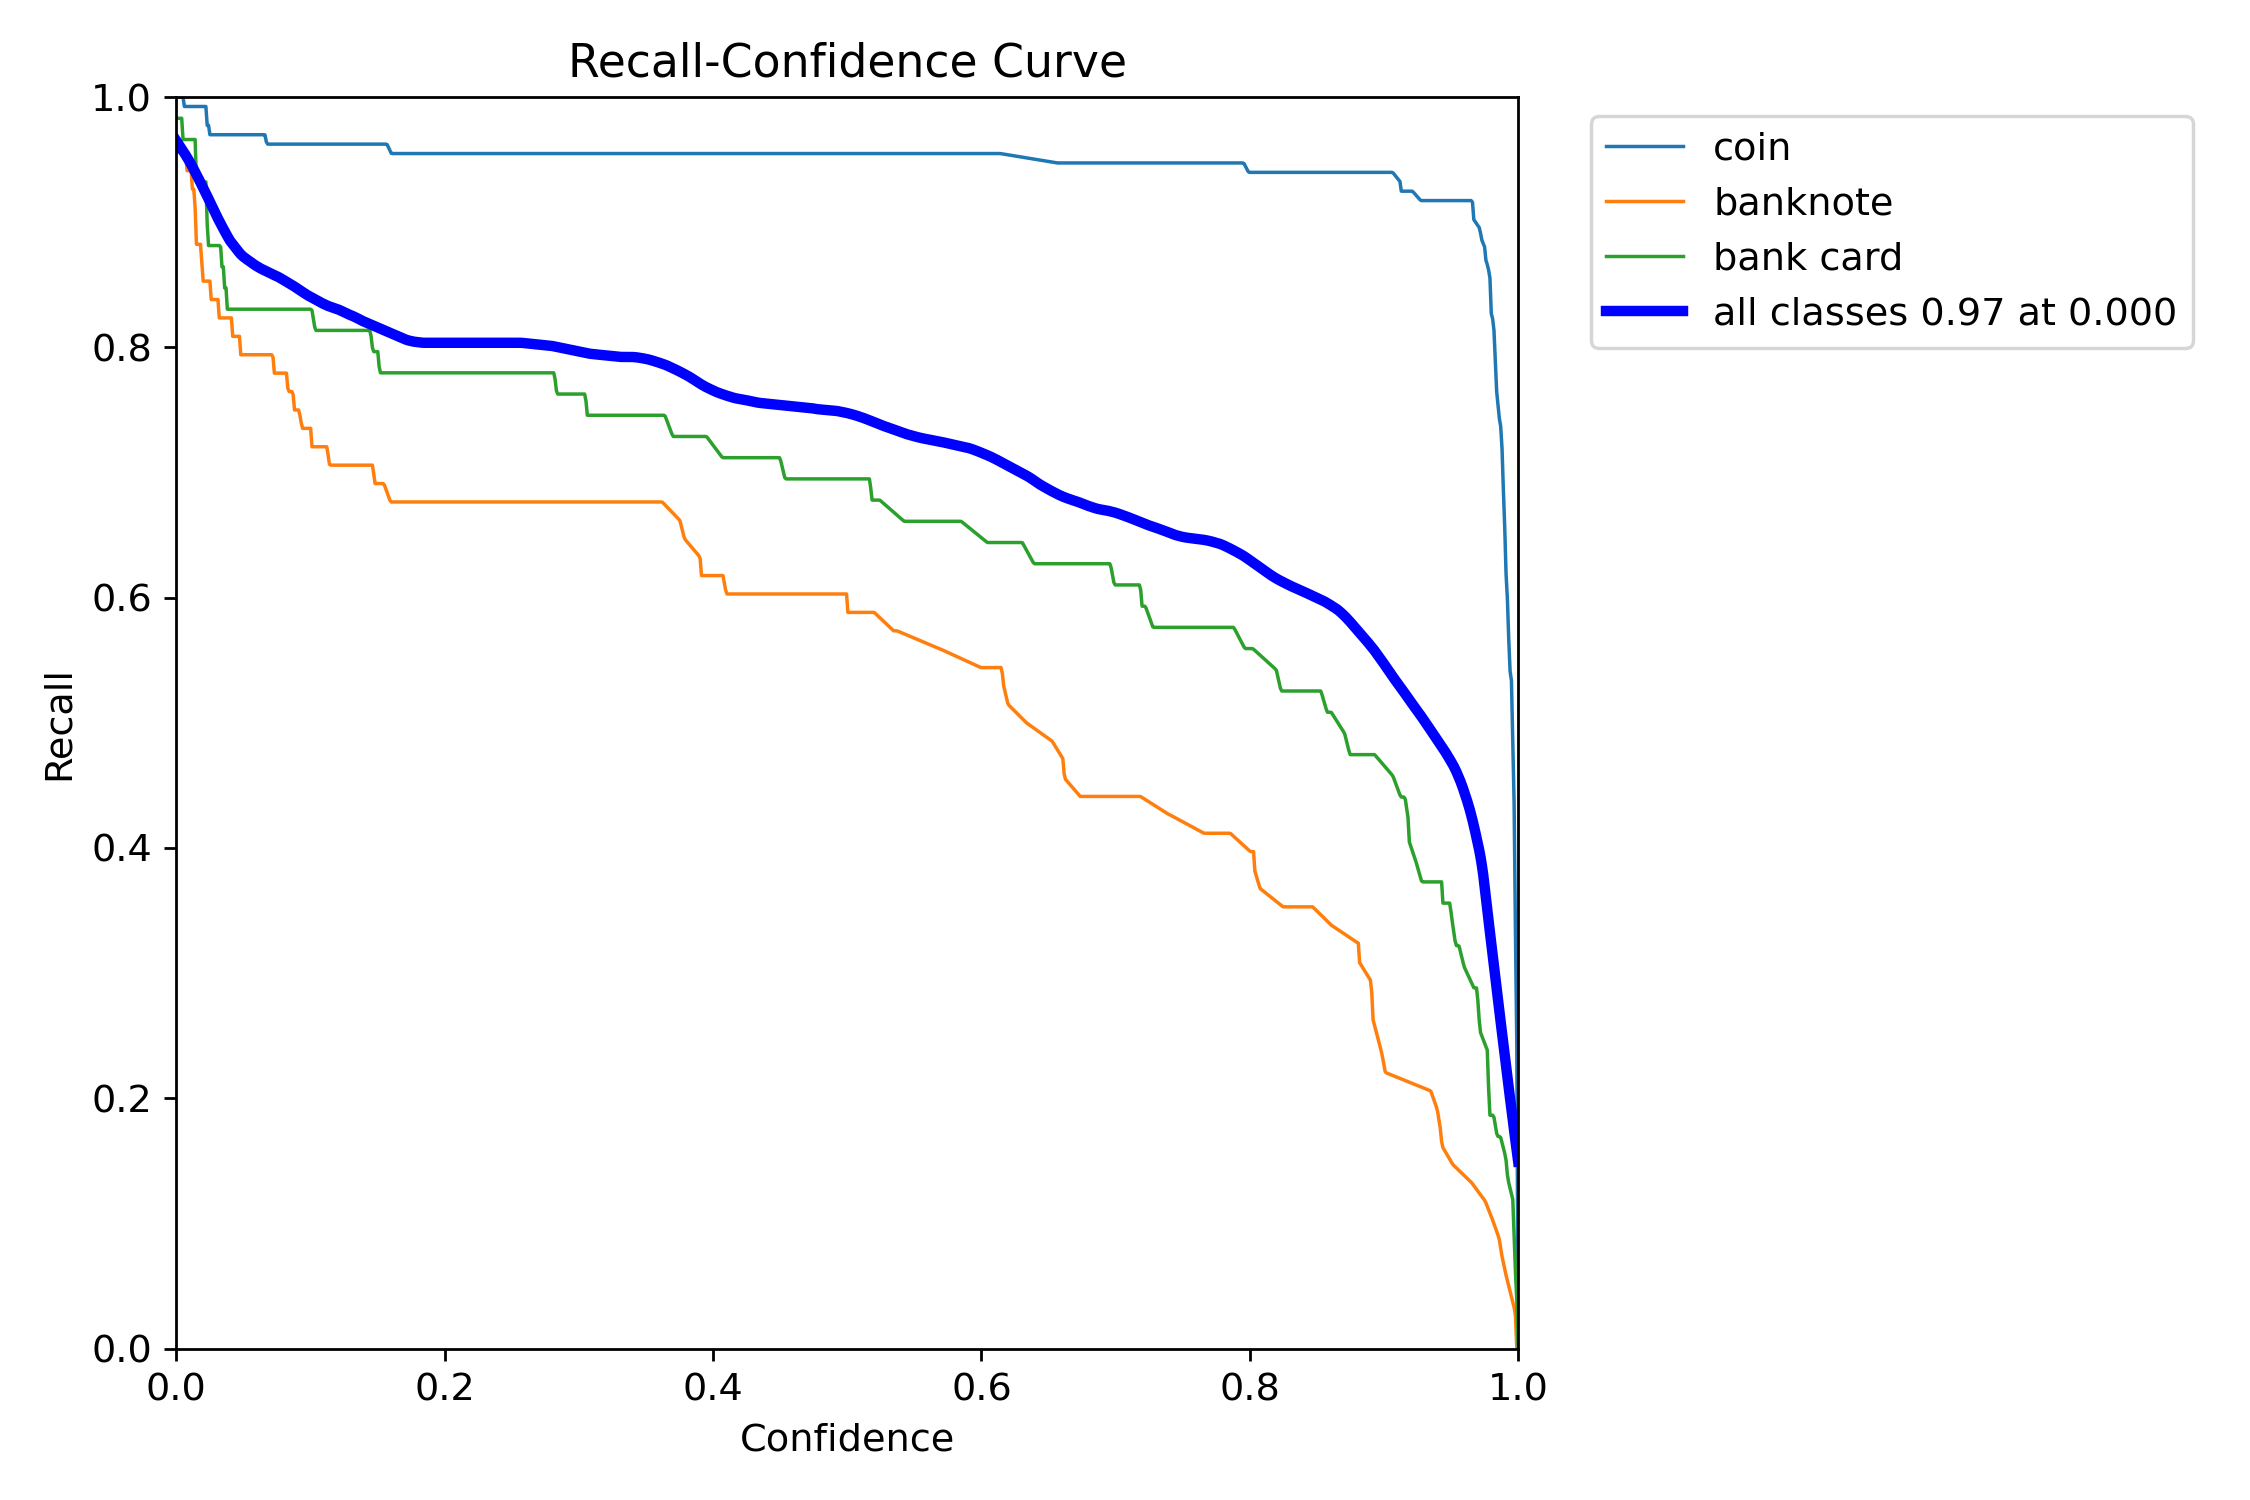 Recall-Confidence Curve
1.0
0.8
0.6
0.4
0.2
0.0
Recall
0.0 0.2 0.4 0.6 0.8 1.0
Confidence
coin
banknote
bank card
all classes 0.97 at 0.000